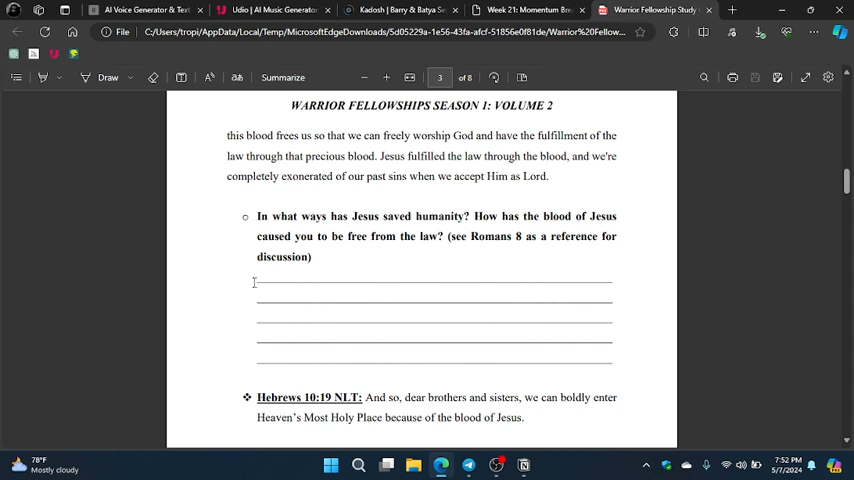 AI Voice Generator & Text
Udio | AI Music Generator
Kadosh | Barry & Batya Se
Week 21: Momentum Bre
Warrior Fellowship Study
File
C:/Users/tropi/AppData/Local/Temp/MicrosoftEdgeDownloads/5d05229a-1e56-43fa-afcf-51856e0f81de/Warrior%20Fellow...
Draw
Summarize
3 of 8
WARRIOR FELLOWSHIPS SEASON 1: VOLUME 2
this blood frees us so that we can freely worship God and have the fulfillment of the
law through that precious blood. Jesus fulfilled the law through the blood, and we're
completely exonerated of our past sins when we accept Him as Lord.
In what ways has Jesus saved humanity? How has the blood of Jesus
caused you to be free from the law? (see Romans 8 as a reference for
discussion)
Hebrews 10:19 NLT: And so, dear brothers and sisters, we can boldly enter
Heaven's Most Holy Place because of the blood of Jesus.
78°F
Mostly cloudy
7:52 PM
5/7/2024